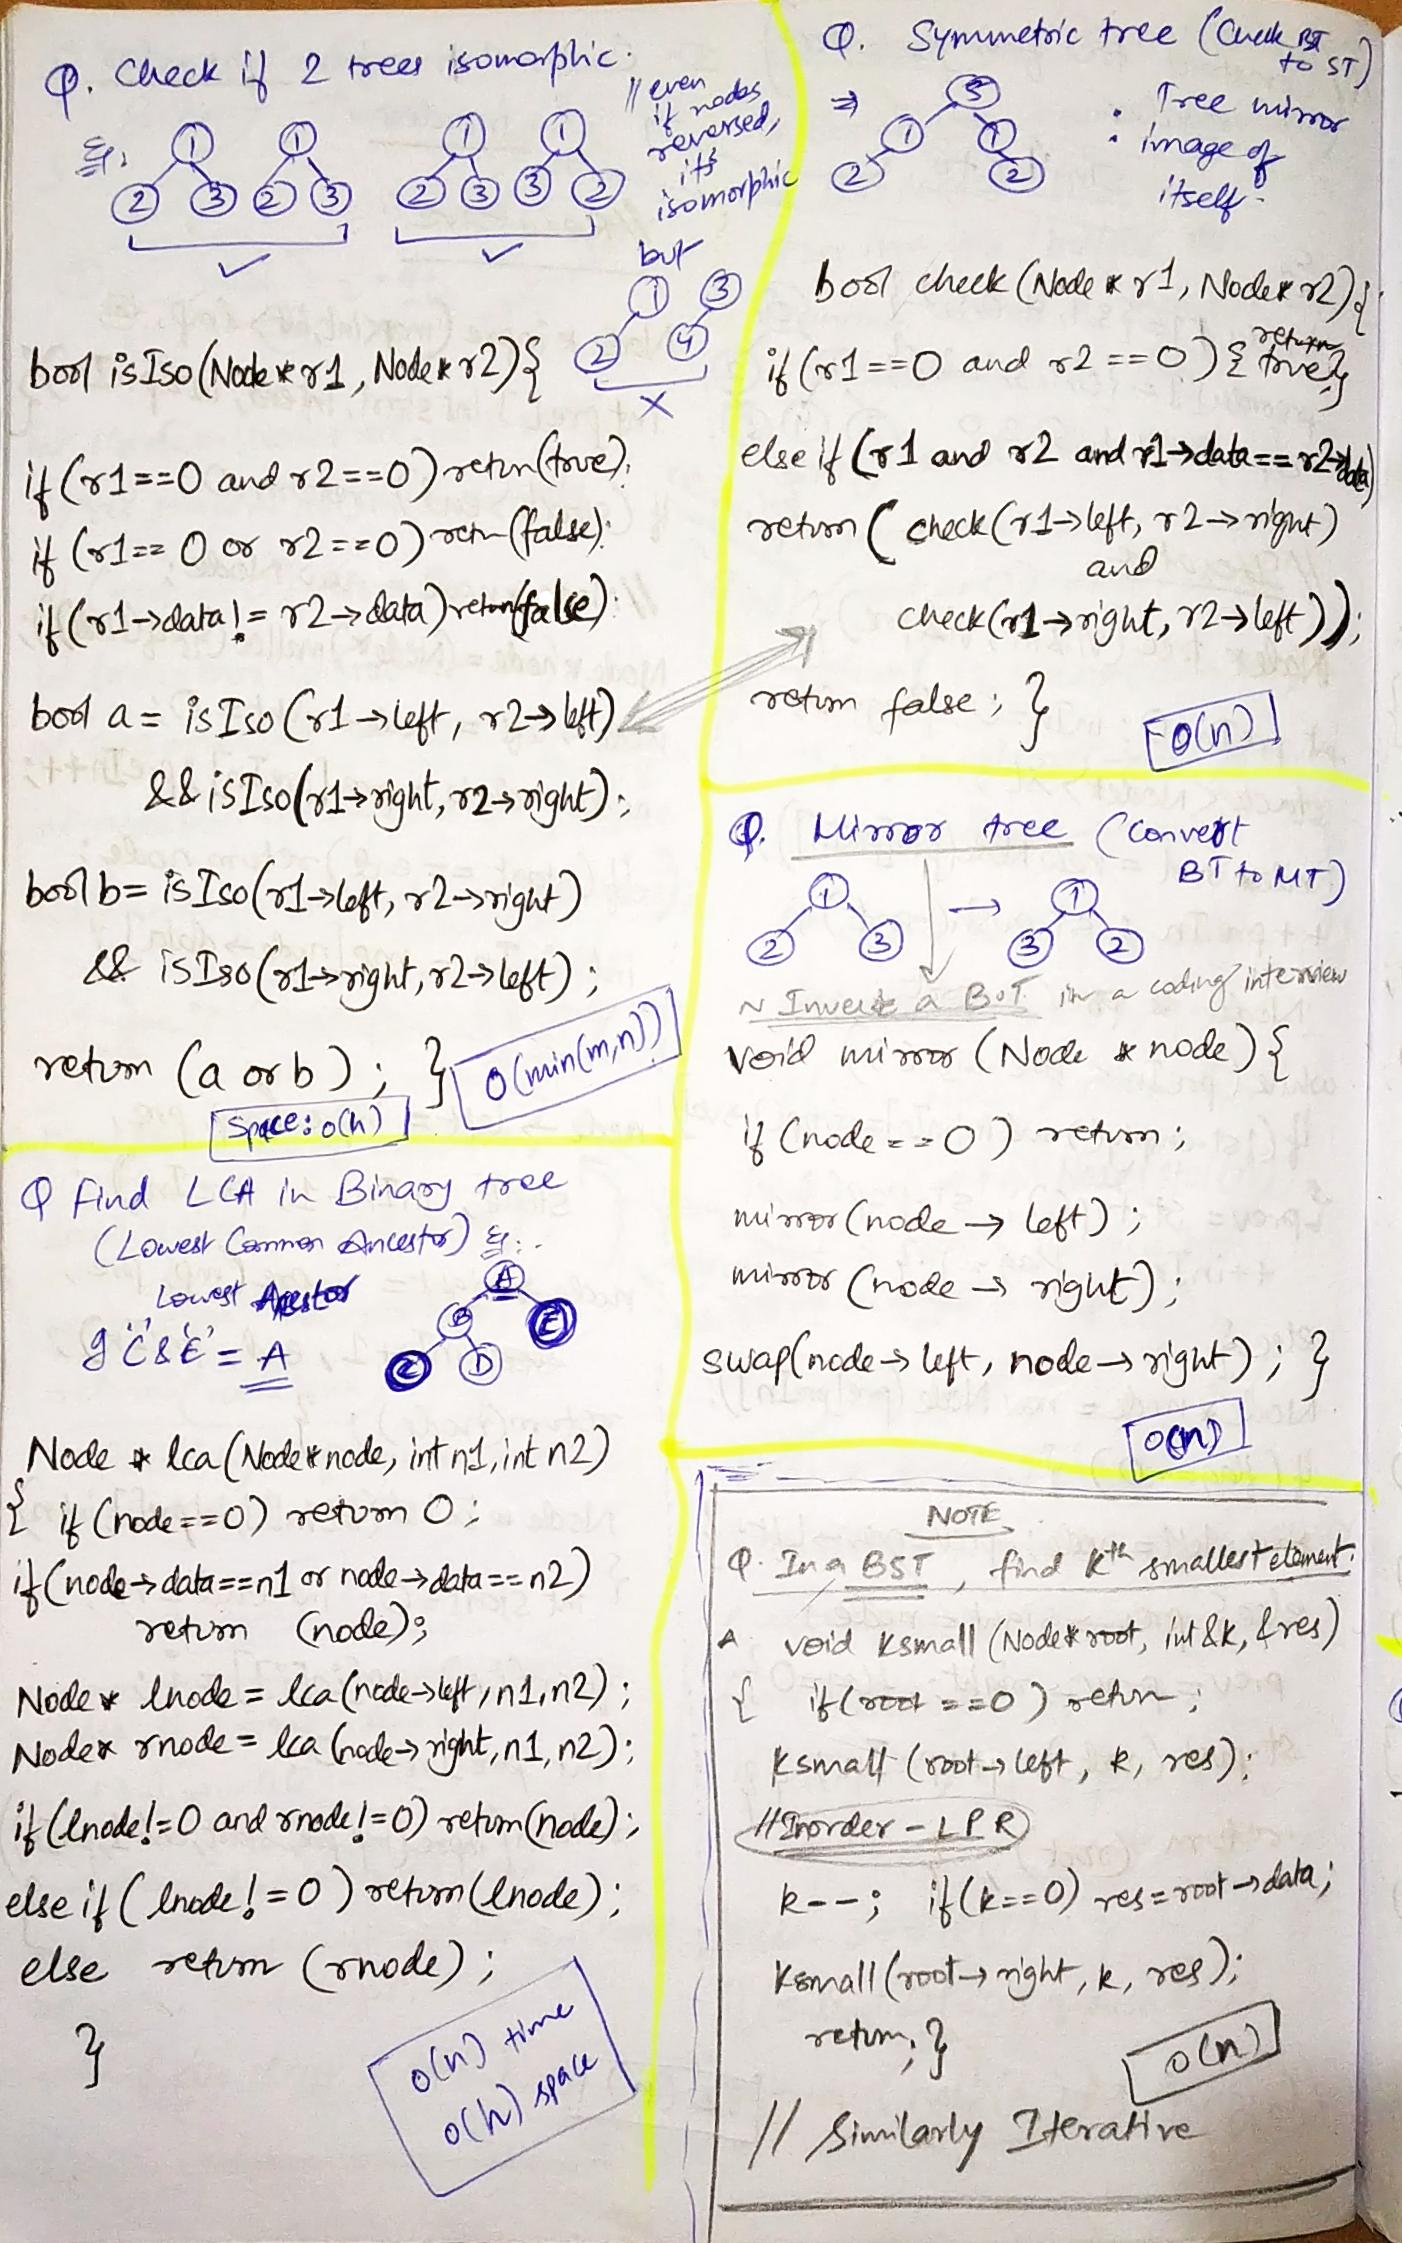 Q. Check if 2 trees isomorphic.
Eg.
1 1 1 1
2 3 2 3 2 3 3 2
// even
if nodes
reversed,
its
isomorphic
but
1 3
2 4
✓ ✓ X
bool isIso(Node*r1, Node*r2){
if (r1==0 and r2==0) retrn(true);
if (r1==0 or r2==0) retn(false);
if(r1->data!= r2->data) return(false);
bool a= isIso(r1->left, r2->left)
&&isIso(r1->right, r2->right);
bool b= isIso(r1->left, r2->right)
&& isIso(r1->right, r2->left);
return (a or b); }
O(min(m,n))
Space: o(h)
Q Find LCA in Binary tree
(Lowest Common Ancestor) Eg:-
Lowest
'C'&'E' = A
A
B E
C D
Node * lca(Node*node, int n1, int n2)
{ if (node==0) return 0;
if(node->data==n1 or node->data==n2)
return (node);
Node* lnode = lca(node->left, n1, n2);
Node* rnode = lca(node->right, n1, n2);
if(lnode!=0 and rnode!=0) return(node);
else if( lnode!=0) return(lnode);
else return (rnode);
}
o(n) time
o(h) space
Q. Symmetric tree (Check BT
to ST)
⇒
5
1 1
2 2
: Tree mirror
image of
itself.
bool check(Node * r1, Node* r2){
if(r1==0 and r2==0){ return
true;}
else if (r1 and r2 and r1->data==r2->data)
return ( check(r1->left, r2->right)
and
check(r1->right, r2->left));
return false; }
O(n)
Q. Mirror tree (Convert
BT to MT)
1 → 1
2 3 3 2
~ Inverse a B.T. in a coding interview
void mirror (Node * node){
if (node==0) return;
mirror(node -> left);
mirror(node -> right);
swap(node->left, node->right); }
o(n)
NOTE
Q. In a BST, find kth smallest element.
A void ksmall(Node* root, int &k, &res)
{ if(root ==0) retun;
ksmall (root->left, k, res);
//Inorder - LPR
k--; if(k==0) res=root->data;
ksmall(root->right, k, res);
return; }
o(n)
// Similarly Iterative